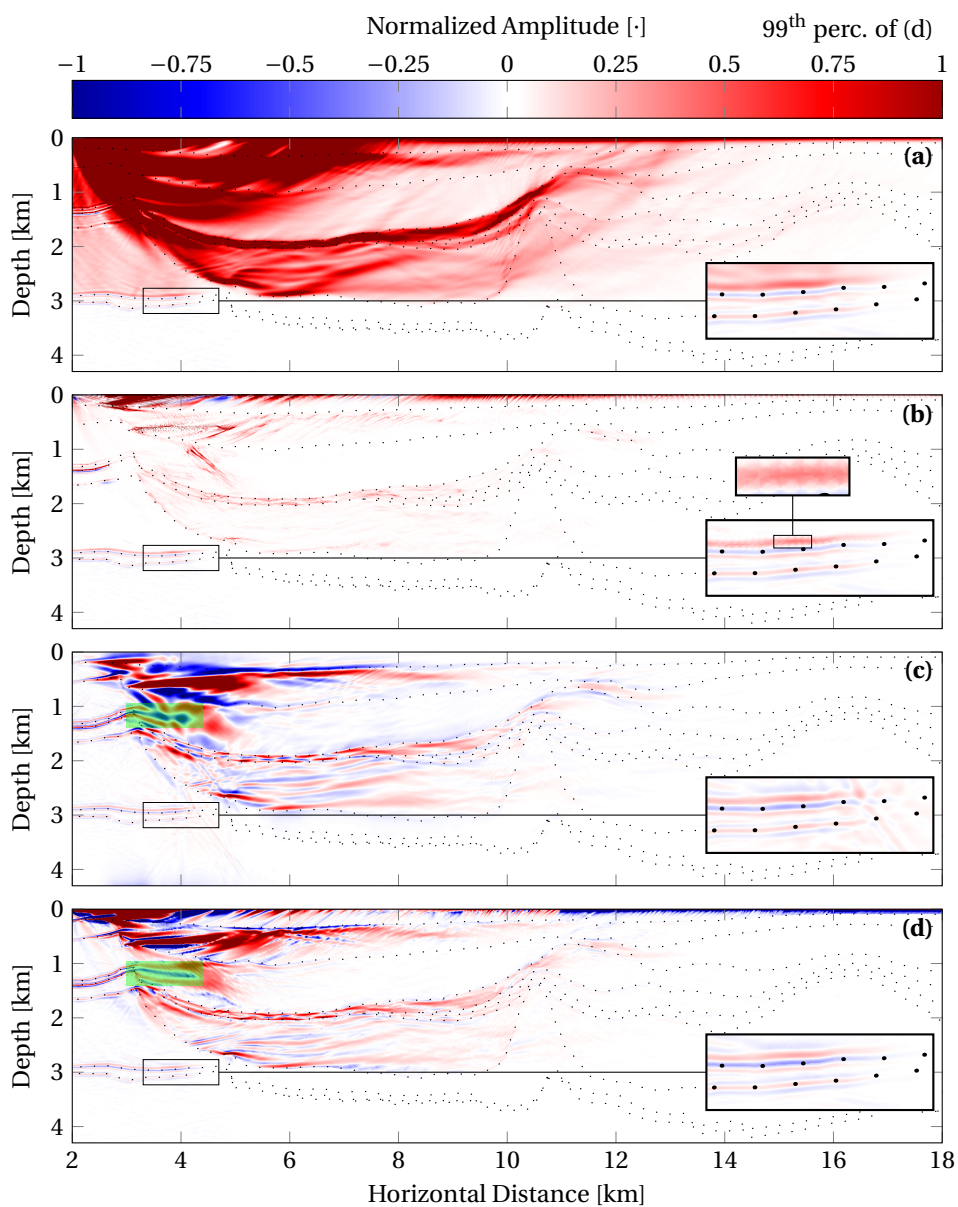 Normalized Amplitude [·] 99th perc. of (d)
−1 −0.75 −0.5 −0.25 0 0.25 0.5 0.75 1
0
(a)
1
2
3
4
Depth [km]
0
(b)
1
2
3
4
Depth [km]
0
(c)
1
2
3
4
Depth [km]
0
(d)
1
2
3
4
Depth [km]
2 4 6 8 10 12 14 16 18
Horizontal Distance [km]